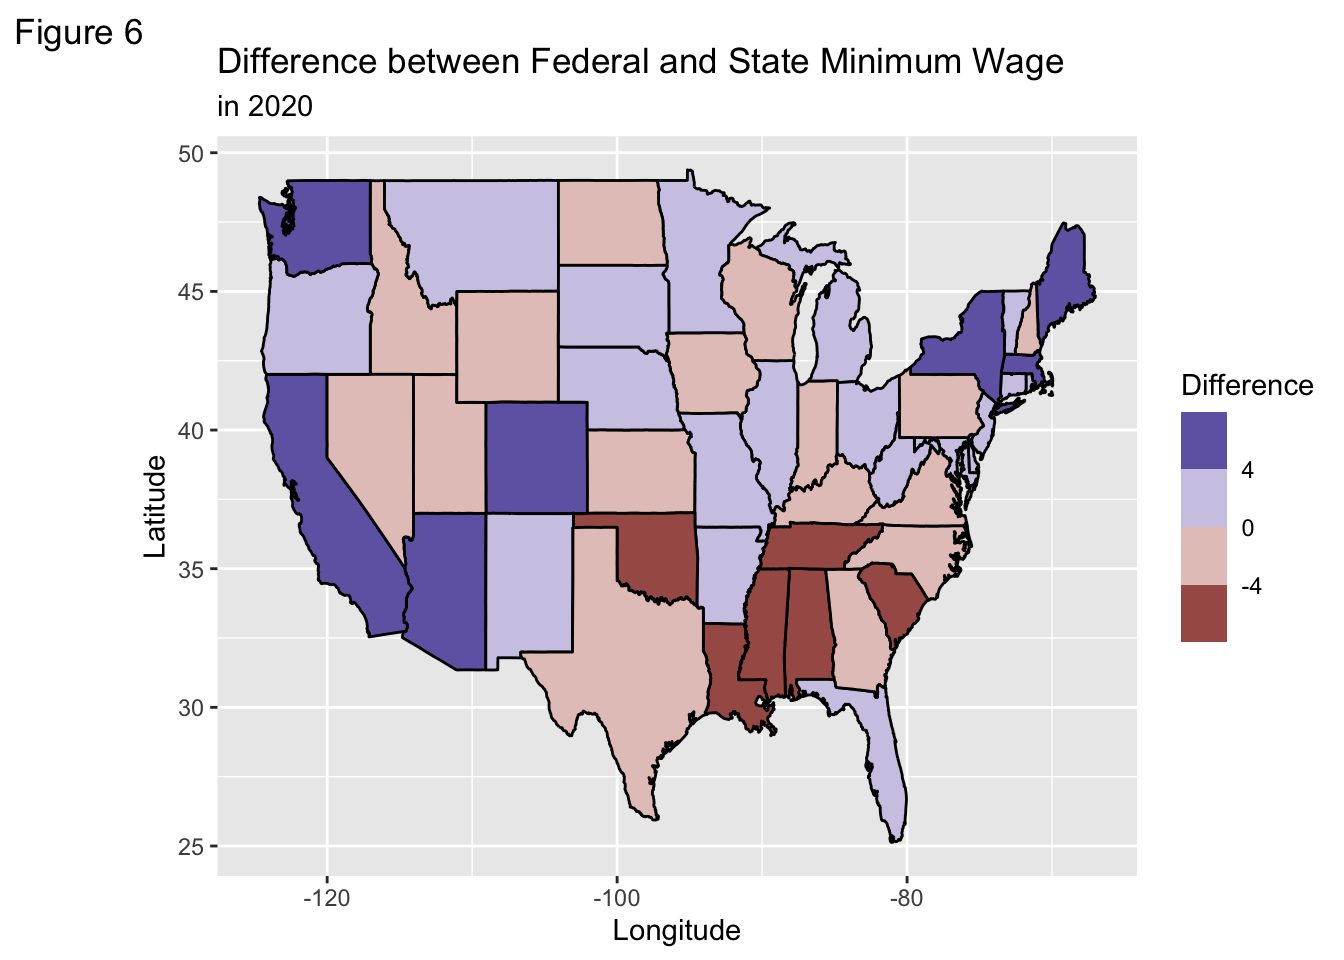 Figure 6
Difference between Federal and State Minimum Wage
in 2020
50
45
40
35
30
25
Latitude
-120
-100
-80
Longitude
Difference
4
0
-4